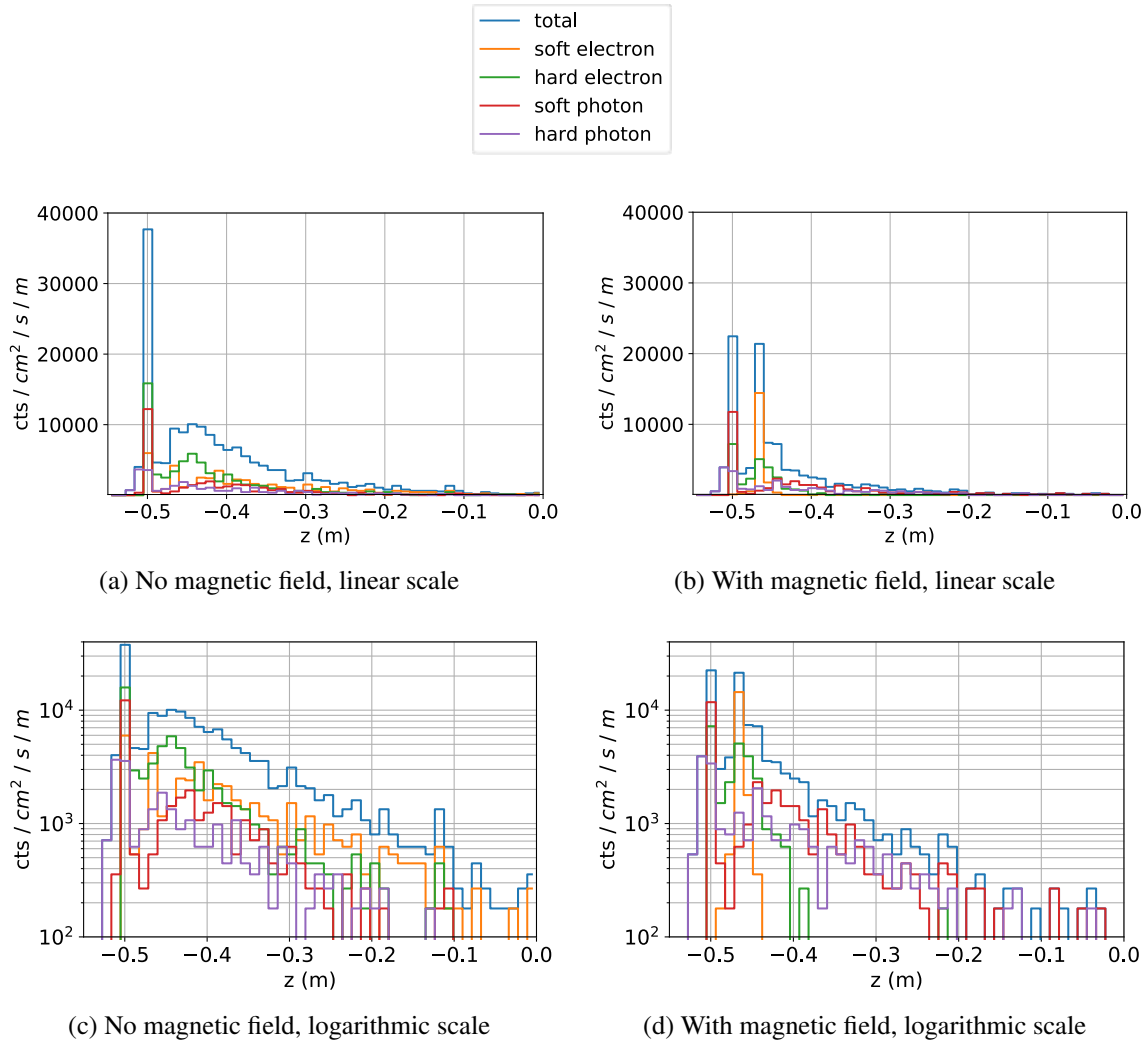 total
soft electron
hard electron
soft photon
hard photon
40000
30000
20000
10000
cts / cm² / s / m
−0.5 −0.4 −0.3 −0.2 −0.1 0.0
z (m)
(a) No magnetic field, linear scale
40000
30000
20000
10000
cts / cm² / s / m
−0.5 −0.4 −0.3 −0.2 −0.1 0.0
z (m)
(b) With magnetic field, linear scale
10⁴
10³
10²
cts / cm² / s / m
−0.5 −0.4 −0.3 −0.2 −0.1 0.0
z (m)
(c) No magnetic field, logarithmic scale
10⁴
10³
10²
cts / cm² / s / m
−0.5 −0.4 −0.3 −0.2 −0.1 0.0
z (m)
(d) With magnetic field, logarithmic scale